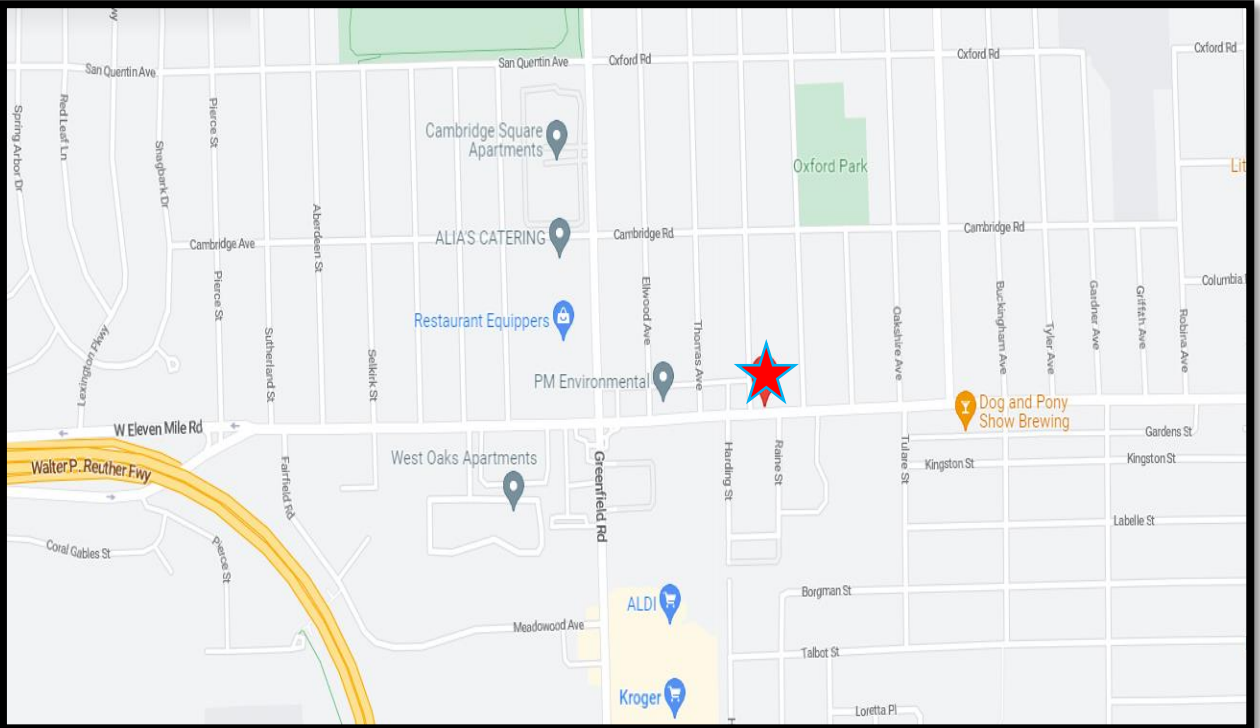 San Quentin Ave
San Quentin Ave
Oxford Rd
Oxford Rd
Oxford Rd
Spring Arbor Dr
Red Leaf Ln
Pierce St
Shagbark Dr
Cambridge Square
Apartments
Oxford Park
Aberdeen St
Cambridge Ave
ALIA'S CATERING
Cambridge Rd
Cambridge Rd
Pierce St
Ellwood Ave
Columbia
Restaurant Equippers
Thomas Ave
Oakshire Ave
Buckingham Ave
Tyler Ave
Gardner Ave
Griffith Ave
Robina Ave
Lexington Pkwy
Sutherland St
Selkirk St
PM Environmental
Dog and Pony
Show Brewing
W Eleven Mile Rd
Gardens St
Walter P. Reuther Fwy
West Oaks Apartments
Fairfield Rd
Greenfield Rd
Harding St
Raine St
Tulare St
Kingston St
Kingston St
Labelle St
Coral Gables St
Pierce St
Borgman St
ALDI
Meadowood Ave
Talbot St
Kroger
Loretta Pl